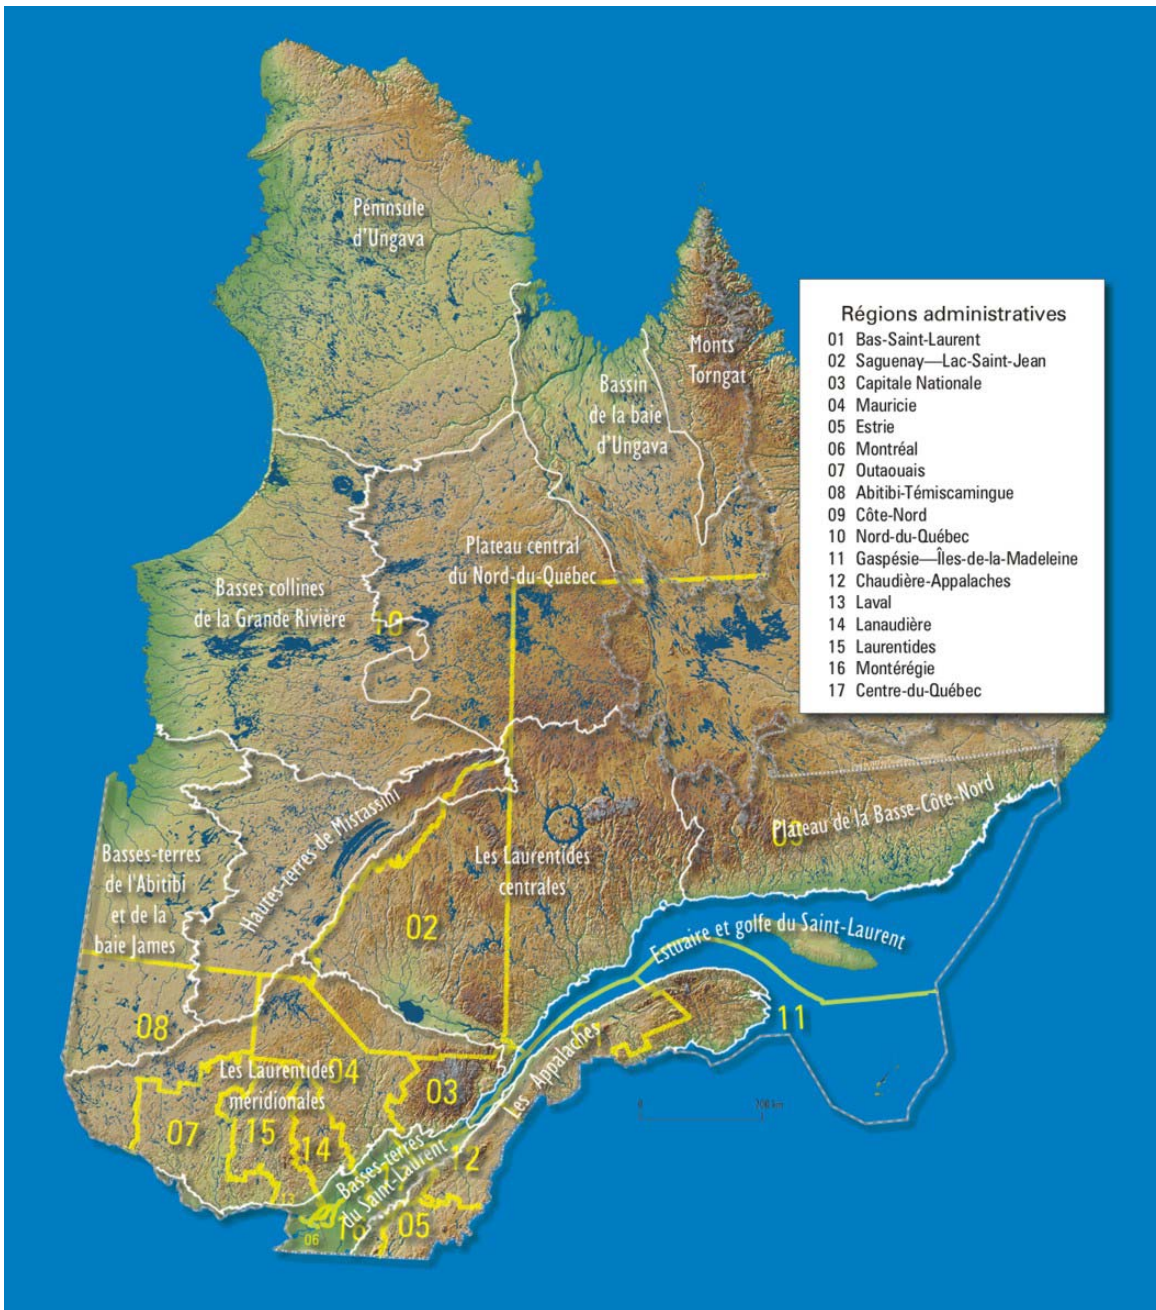 Péninsule
d'Ungava
Monts
Torngat
Bassin
de la baie
d'Ungava
Plateau central
du Nord-du-Québec
Basses collines
de la Grande Rivière
10
Régions administratives
01 Bas-Saint-Laurent
02 Saguenay—Lac-Saint-Jean
03 Capitale Nationale
04 Mauricie
05 Estrie
06 Montréal
07 Outaouais
08 Abitibi-Témiscamingue
09 Côte-Nord
10 Nord-du-Québec
11 Gaspésie—Îles-de-la-Madeleine
12 Chaudière-Appalaches
13 Laval
14 Lanaudière
15 Laurentides
16 Montérégie
17 Centre-du-Québec
Hautes-terres de Mistassini
Plateau de la Basse-Côte-Nord
09
Basses-terres
de l'Abitibi
et de la
baie James
Les Laurentides
centrales
02
Estuaire et golfe du Saint-Laurent
11
08
Les Laurentides
méridionales
04
03
Les Appalaches
0
200 km
07
15
14
12
Basses-terres
du Saint-Laurent
13
06
16
05